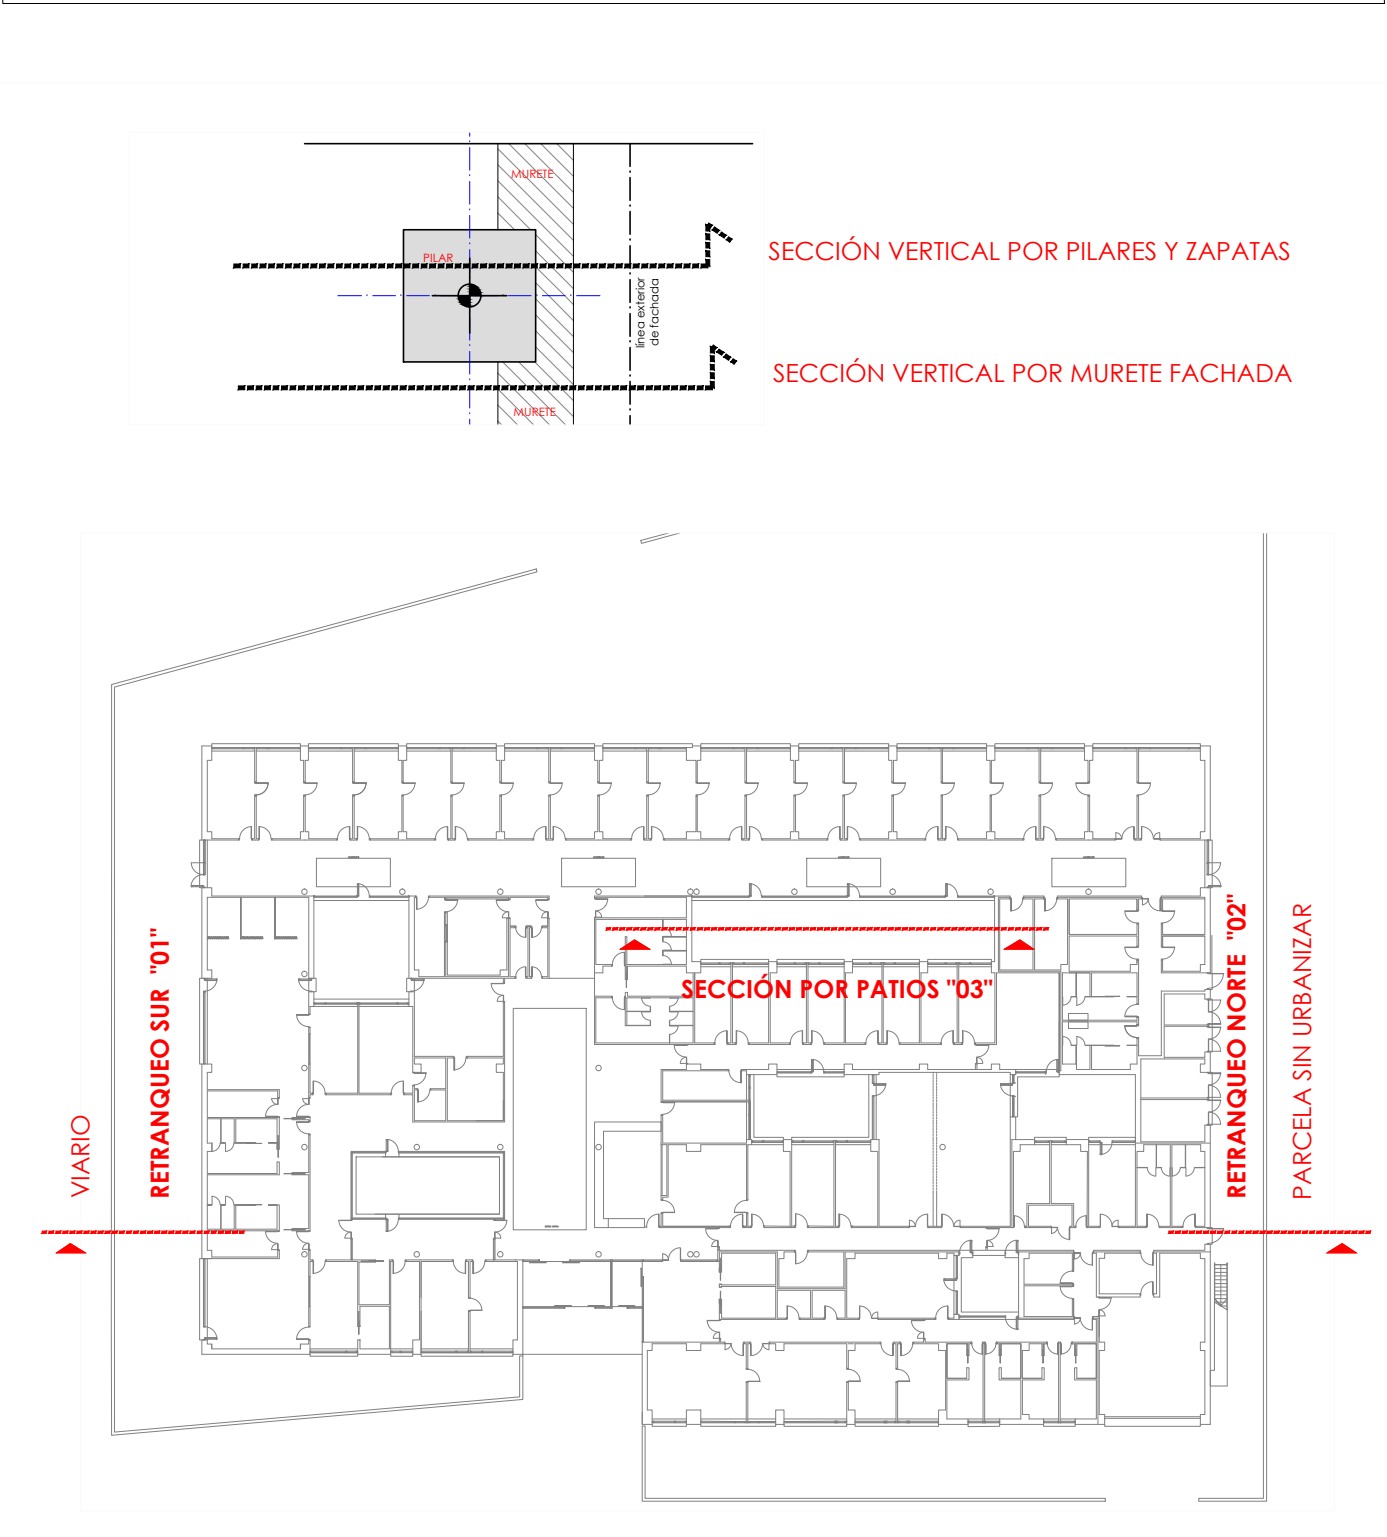 MURETE
SECCIÓN VERTICAL POR PILARES Y ZAPATAS
PILAR
línea exterior
de fachada
SECCIÓN VERTICAL POR MURETE FACHADA
MURETE
VIARIO
RETRANQUEO SUR "01"
SECCIÓN POR PATIOS "03"
RETRANQUEO NORTE "02"
PARCELA SIN URBANIZAR